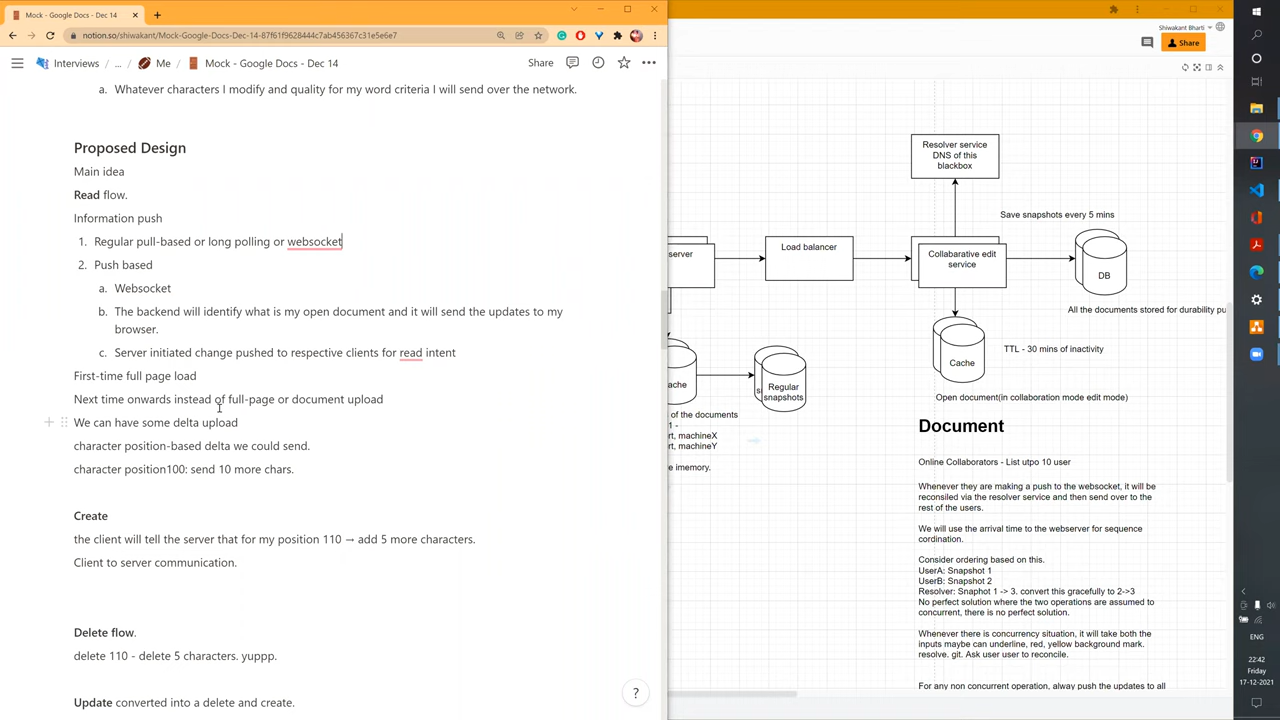 Mock - Google Docs - Dec 14
notion.so/shiwakant/Mock-Google-Docs-Dec-14-87f61f9628444c7ab456367c31e5e6e7
Interviews / ... / Me / Mock - Google Docs - Dec 14
Share
a. Whatever characters I modify and quality for my word criteria I will send over the network.
Proposed Design
Main idea
Read flow.
Information push
1. Regular pull-based or long polling or websocket
2. Push based
a. Websocket
b. The backend will identify what is my open document and it will send the updates to my
browser.
c. Server initiated change pushed to respective clients for read intent
First-time full page load
Next time onwards instead of full-page or document upload
We can have some delta upload
character position-based delta we could send.
character position100: send 10 more chars.
Create
the client will tell the server that for my position 110 → add 5 more characters.
Client to server communication.
Delete flow.
delete 110 - delete 5 characters. yuppp.
Update converted into a delete and create.
?
Shiwakant Bharti
Share
Resolver service
DNS of this
blackbox
Save snapshots every 5 mins
server
Load balancer
Collabarative edit
service
DB
All the documents stored for durability pu
ache
s
Regular
snapshots
Cache
TTL - 30 mins of inactivity
Open document(in collaboration mode edit mode)
of the documents
1 -
rt, machineX
rt, machineY
e imemory.
Document
Online Collaborators - List utpo 10 user
Whenever they are making a push to the websocket, it will be
reconsiled via the resolver service and then send over to the
rest of the users.
We will use the arrival time to the webserver for sequence
cordination.
Consider ordering based on this.
UserA: Snapshot 1
UserB: Snapshot 2
Resolver: Snaphot 1 -> 3. convert this gracefully to 2->3
No perfect solution where the two operations are assumed to
concurrent, there is no perfect solution.
Whenever there is concurrency situation, it will take both the
inputs maybe can underline, red, yellow background mark.
resolve. git. Ask user user to reconcile.
For any non concurrent operation, alway push the updates to all
ENG
22:42
Friday
17-12-2021